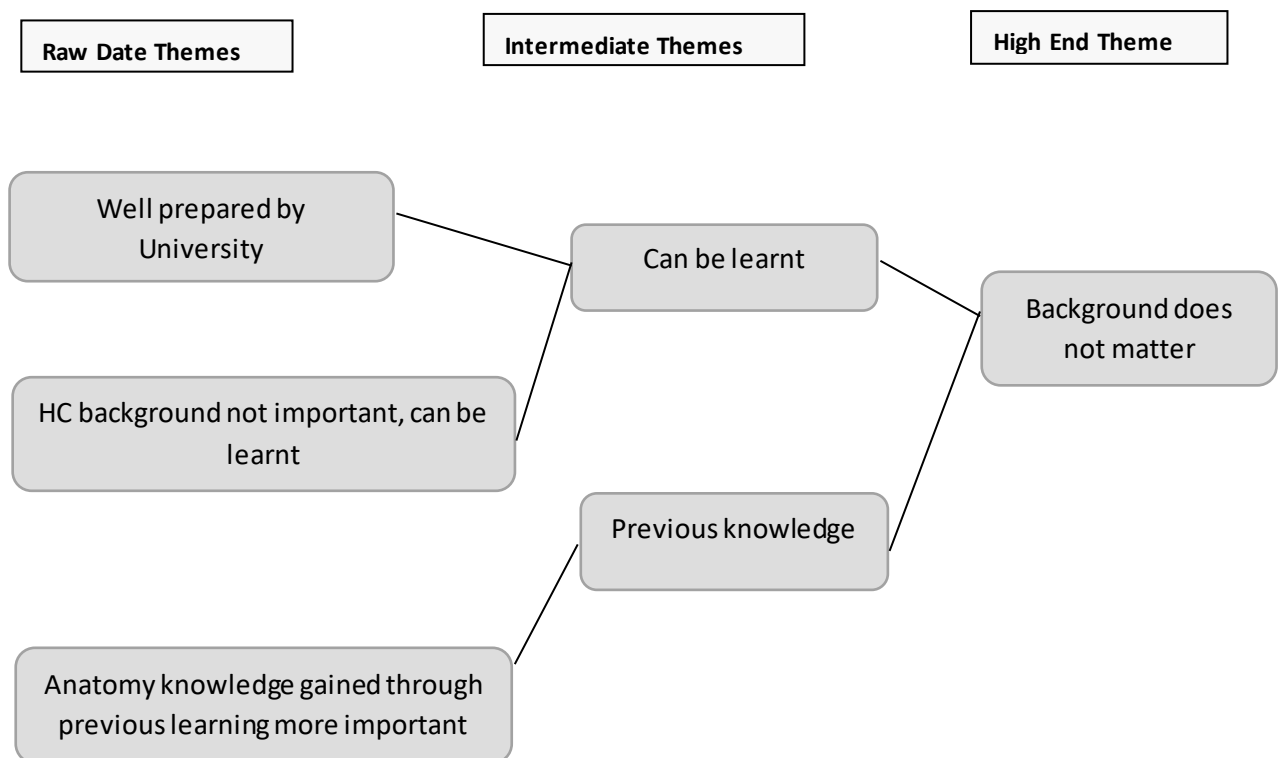 Raw Date Themes
Intermediate Themes
High End Theme
Well prepared by
University
Can be learnt
Background does
not matter
HC background not important, can be
learnt
Previous knowledge
Anatomy knowledge gained through
previous learning more important